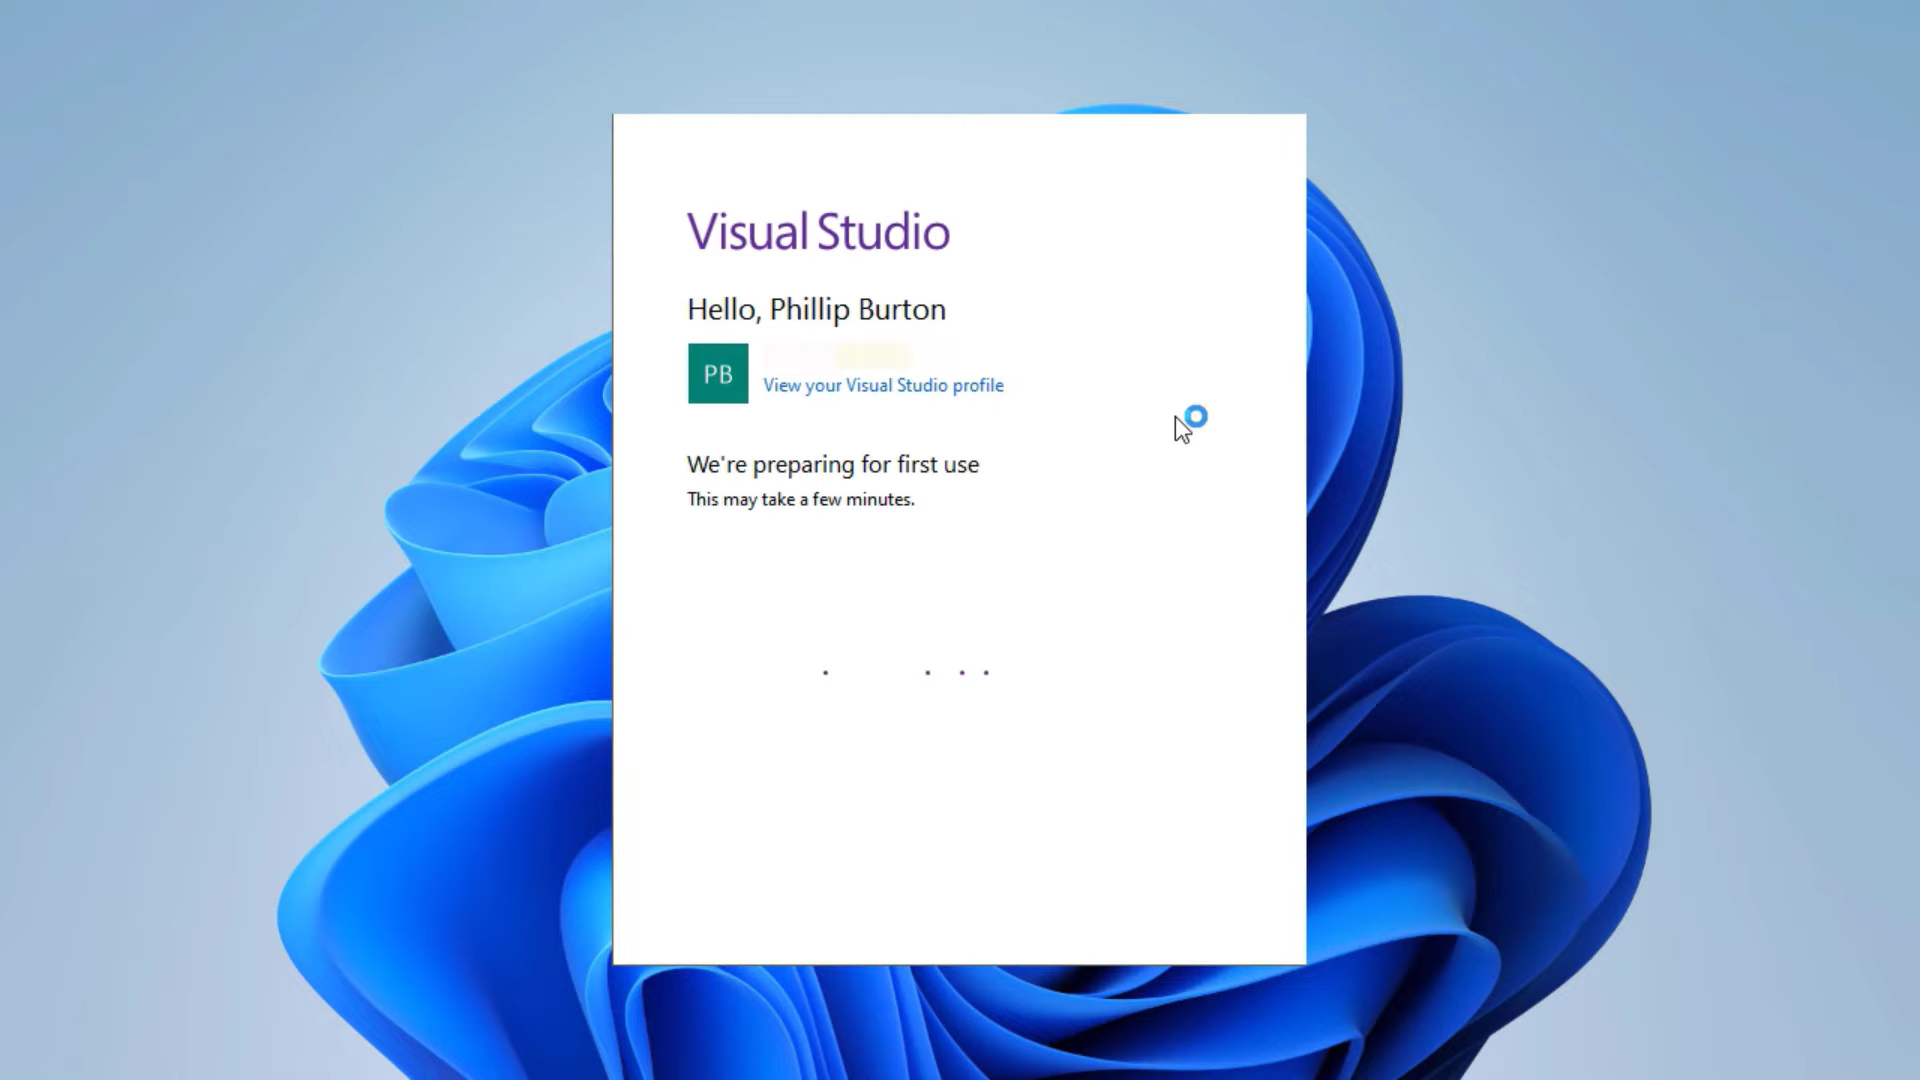 Visual Studio
Hello, Phillip Burton
PB
View your Visual Studio profile
We're preparing for first use
This may take a few minutes.